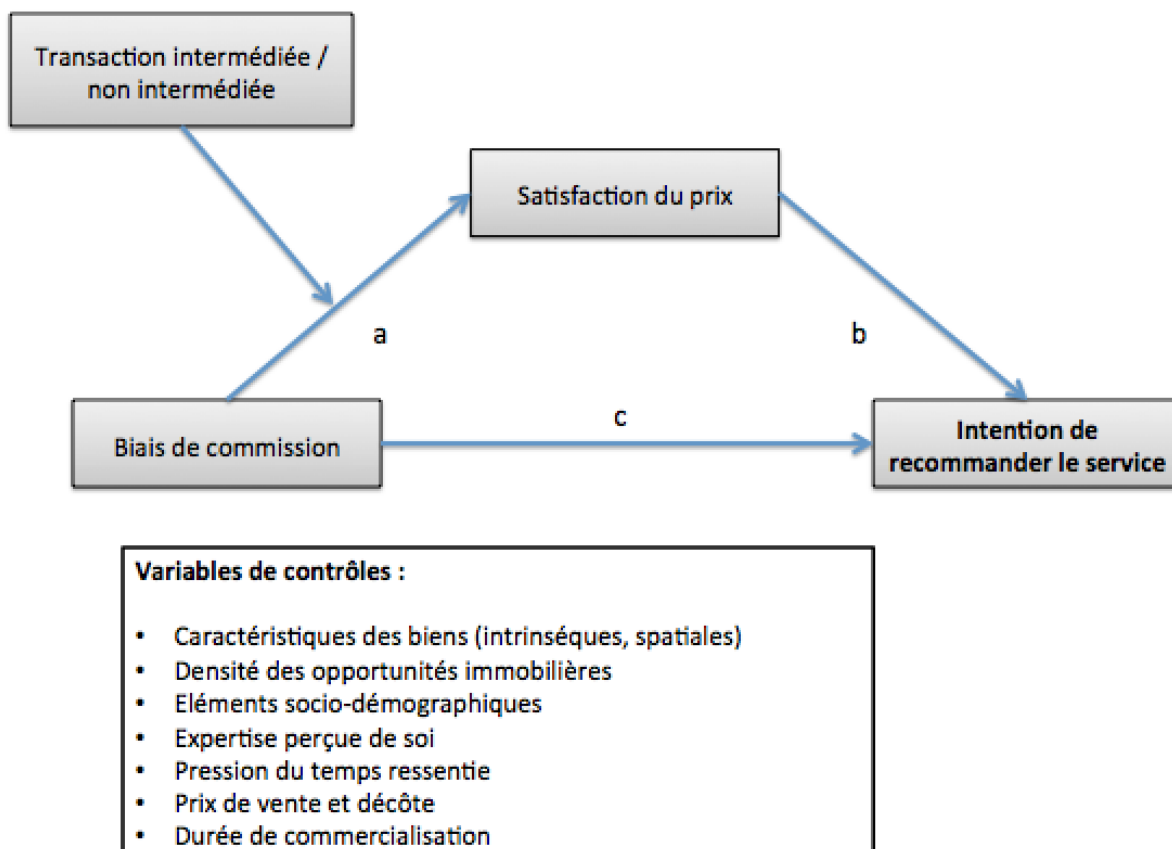 Transaction intermédiée /
non intermédiée
Satisfaction du prix
a
b
Biais de commission
c
Intention de
recommander le service
Variables de contrôles :
• Caractéristiques des biens (intrinséques, spatiales)
• Densité des opportunités immobilières
• Eléments socio-démographiques
• Expertise perçue de soi
• Pression du temps ressentie
• Prix de vente et décôte
• Durée de commercialisation